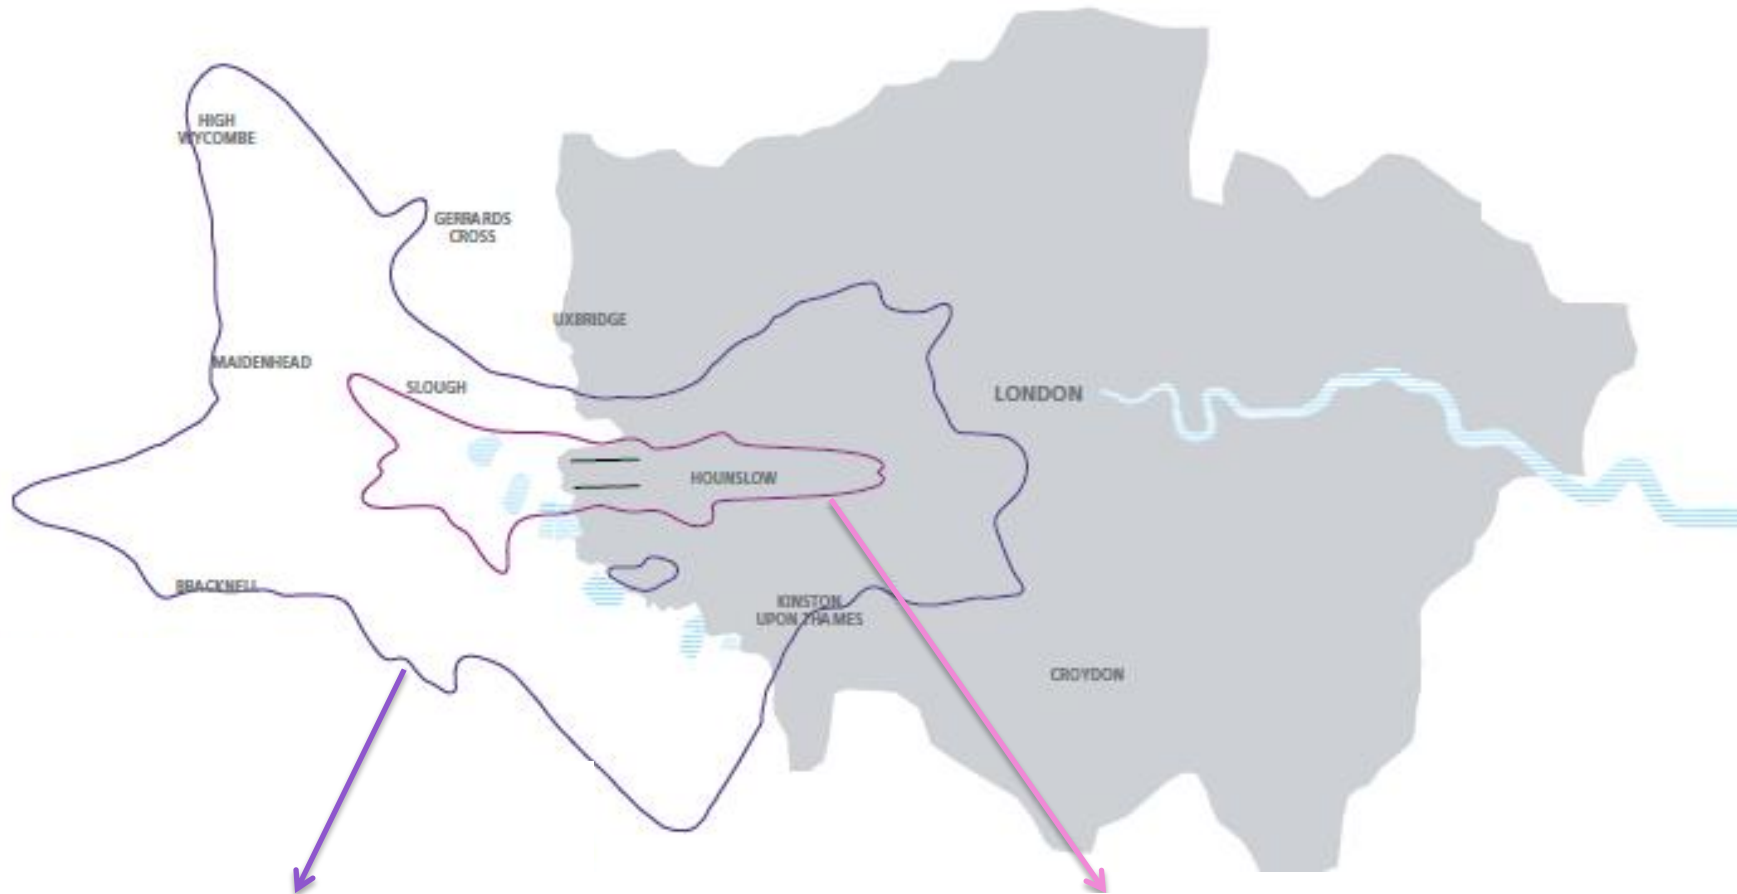 HIGH
WYCOMBE
GERRARDS
CROSS
UXBRIDGE
MAIDENHEAD
SLOUGH
LONDON
HOUNSLOW
BRACKNELL
KINSTON
UPON THAMES
CROYDON